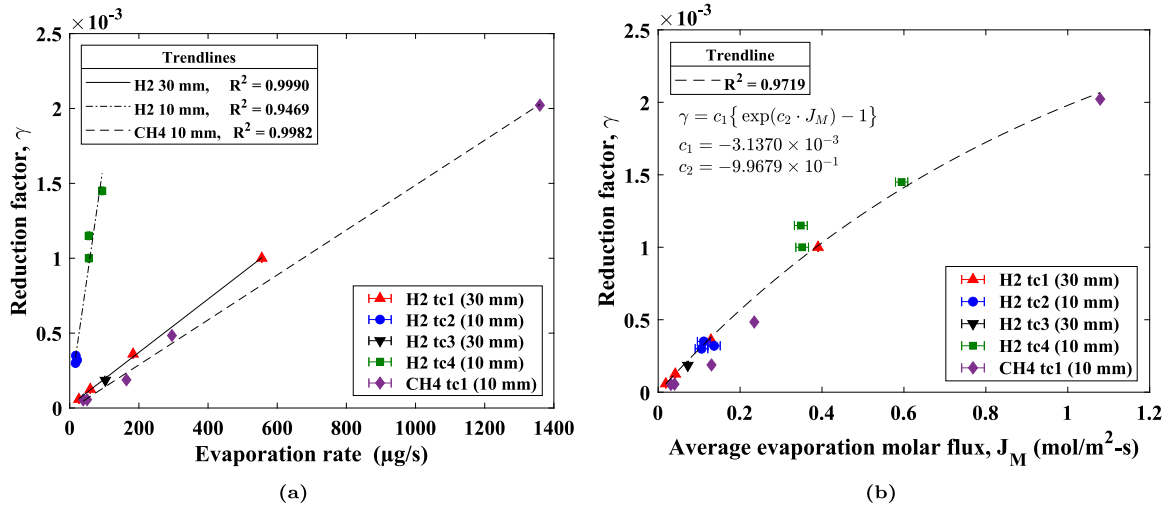 ×10⁻³
2.5
2
1.5
1
0.5
0
Reduction factor, γ
Trendlines
H2 30 mm, R² = 0.9990
H2 10 mm, R² = 0.9469
CH4 10 mm, R² = 0.9982
H2 tc1 (30 mm)
H2 tc2 (10 mm)
H2 tc3 (30 mm)
H2 tc4 (10 mm)
CH4 tc1 (10 mm)
0 200 400 600 800 1000 1200 1400
Evaporation rate (µg/s)
(a)
×10⁻³
2.5
2
1.5
1
0.5
0
Reduction factor, γ
Trendline
R² = 0.9719
γ = c₁{ exp(c₂ · J_M) − 1}
c₁ = −3.1370 × 10⁻³
c₂ = −9.9679 × 10⁻¹
H2 tc1 (30 mm)
H2 tc2 (10 mm)
H2 tc3 (30 mm)
H2 tc4 (10 mm)
CH4 tc1 (10 mm)
0 0.2 0.4 0.6 0.8 1 1.2
Average evaporation molar flux, J_M (mol/m²-s)
(b)